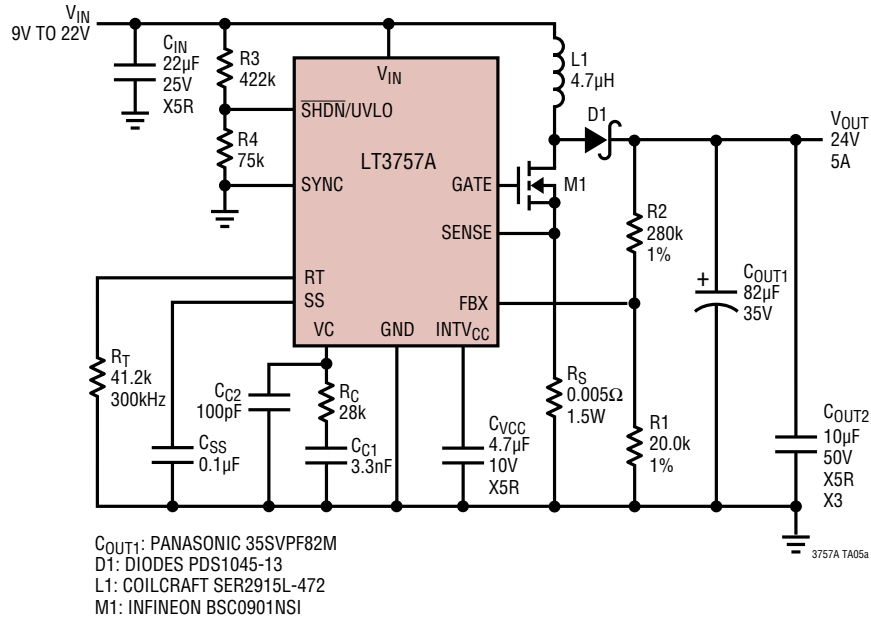 VIN
9V TO 22V
CIN
22µF
25V
X5R
R3
422k
R4
75k
VIN
SHDN/UVLO
LT3757A
SYNC
GATE
SENSE
RT
SS
FBX
VC
GND
INTVCC
L1
4.7µH
D1
M1
VOUT
24V
5A
R2
280k
1%
+
COUT1
82µF
35V
RT
41.2k
300kHz
CSS
0.1µF
CC2
100pF
RC
28k
CC1
3.3nF
CVCC
4.7µF
10V
X5R
RS
0.005Ω
1.5W
R1
20.0k
1%
COUT2
10µF
50V
X5R
X3
3757A TA05a
COUT1: PANASONIC 35SVPF82M
D1: DIODES PDS1045-13
L1: COILCRAFT SER2915L-472
M1: INFINEON BSC0901NSI